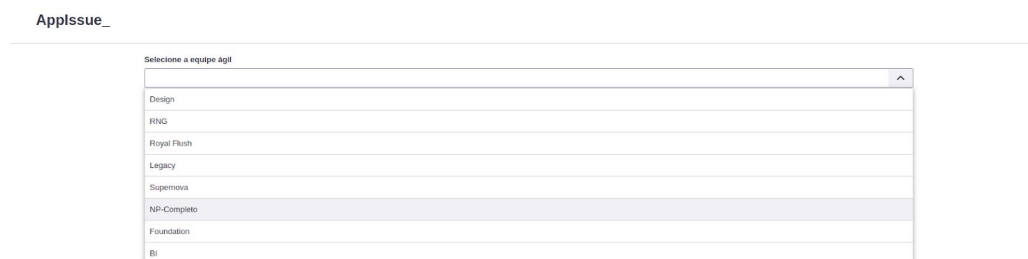 AppIssue_
Selecione a equipe ágil
Design
RNG
Royal Flush
Legacy
Supernova
NP-Completo
Foundation
BI